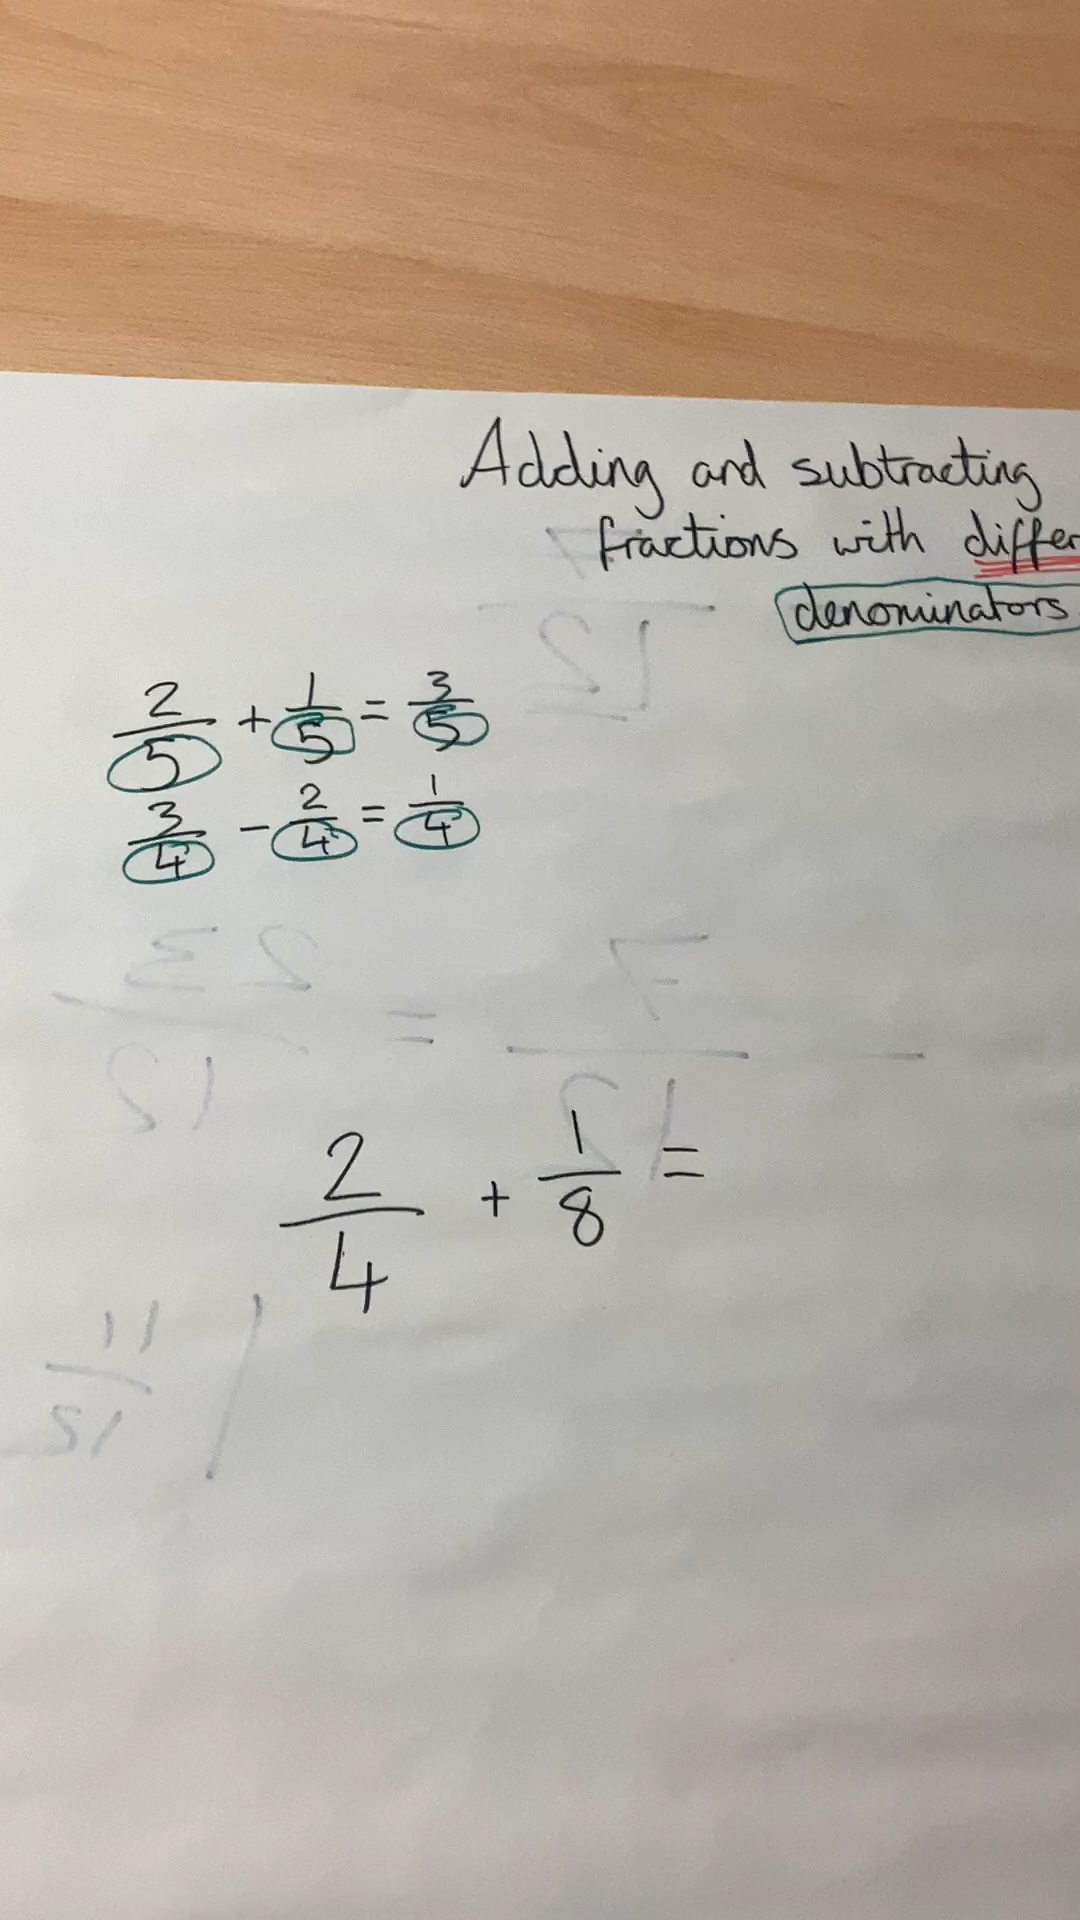 Adding and subtracting
fractions with differ
denominators
2/5 + 1/5 = 3/5
3/4 - 2/4 = 1/4
2/4 + 1/8 =